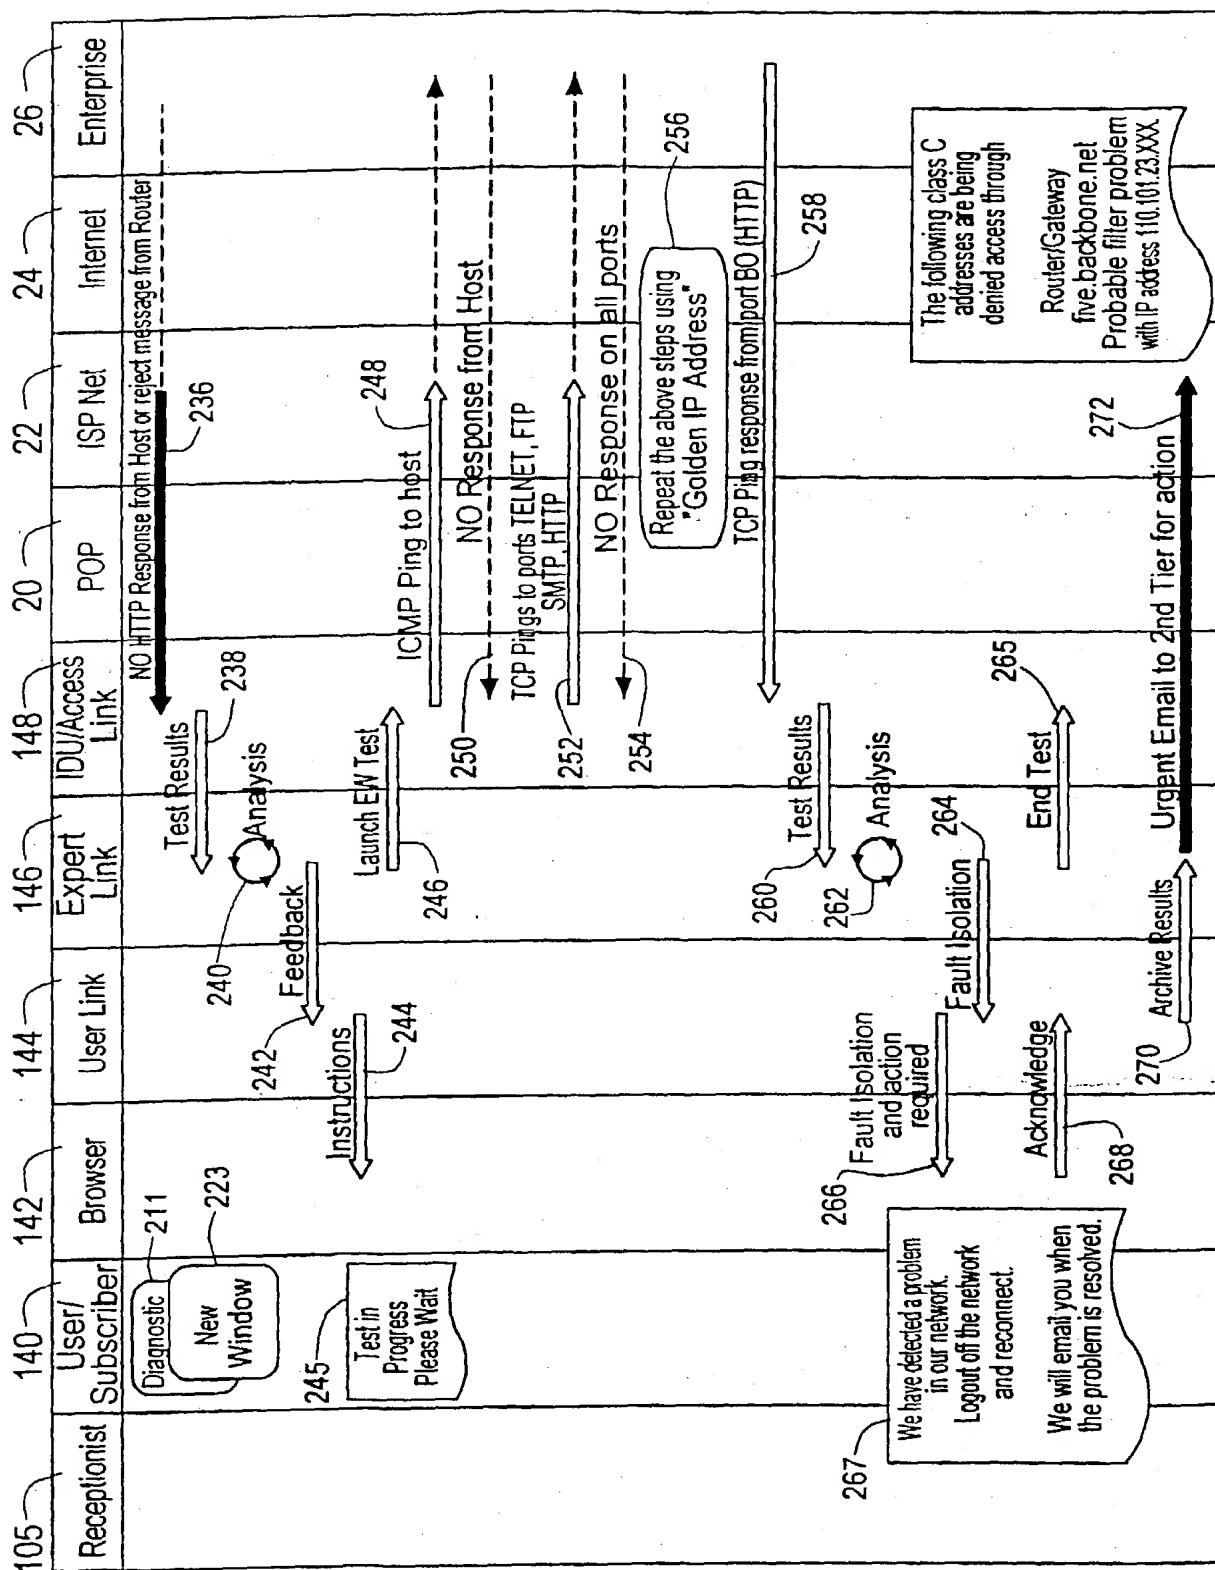 105
Receptionist
140
User/
Subscriber
142
Browser
144
User Link
146
Expert
Link
148
IDU/Access
Link
20
POP
22
ISP Net
24
Internet
26
Enterprise
Diagnostic
211
New
Window
223
NO HTTP Response from Host or reject message from Router
236
Test Results
238
Analysis
240
Feedback
242
Instructions
244
245
Test in
Progress
Please Wait
Launch EW Test
246
ICMP Ping to host
248
NO Response from Host
250
TCP Pings to ports TELNET, FTP
SMTP, HTTP
252
NO Response on all ports
254
Repeat the above steps using
"Golden IP Address"
256
TCP Ping response from port BO (HTTP)
258
Test Results
260
Analysis
262
Fault Isolation
264
Fault Isolation
and action
required
266
267
We have detected a problem
in our network.
Logout off the network
and reconnect.
We will email you when
the problem is resolved.
End Test
265
Acknowledge
268
Archive Results
270
Urgent Email to 2nd Tier for action
272
The following class C
addresses are being
denied access through
Router/Gateway
five.backbone.net
Probable filter problem
with IP address 110.101.23.XXX.